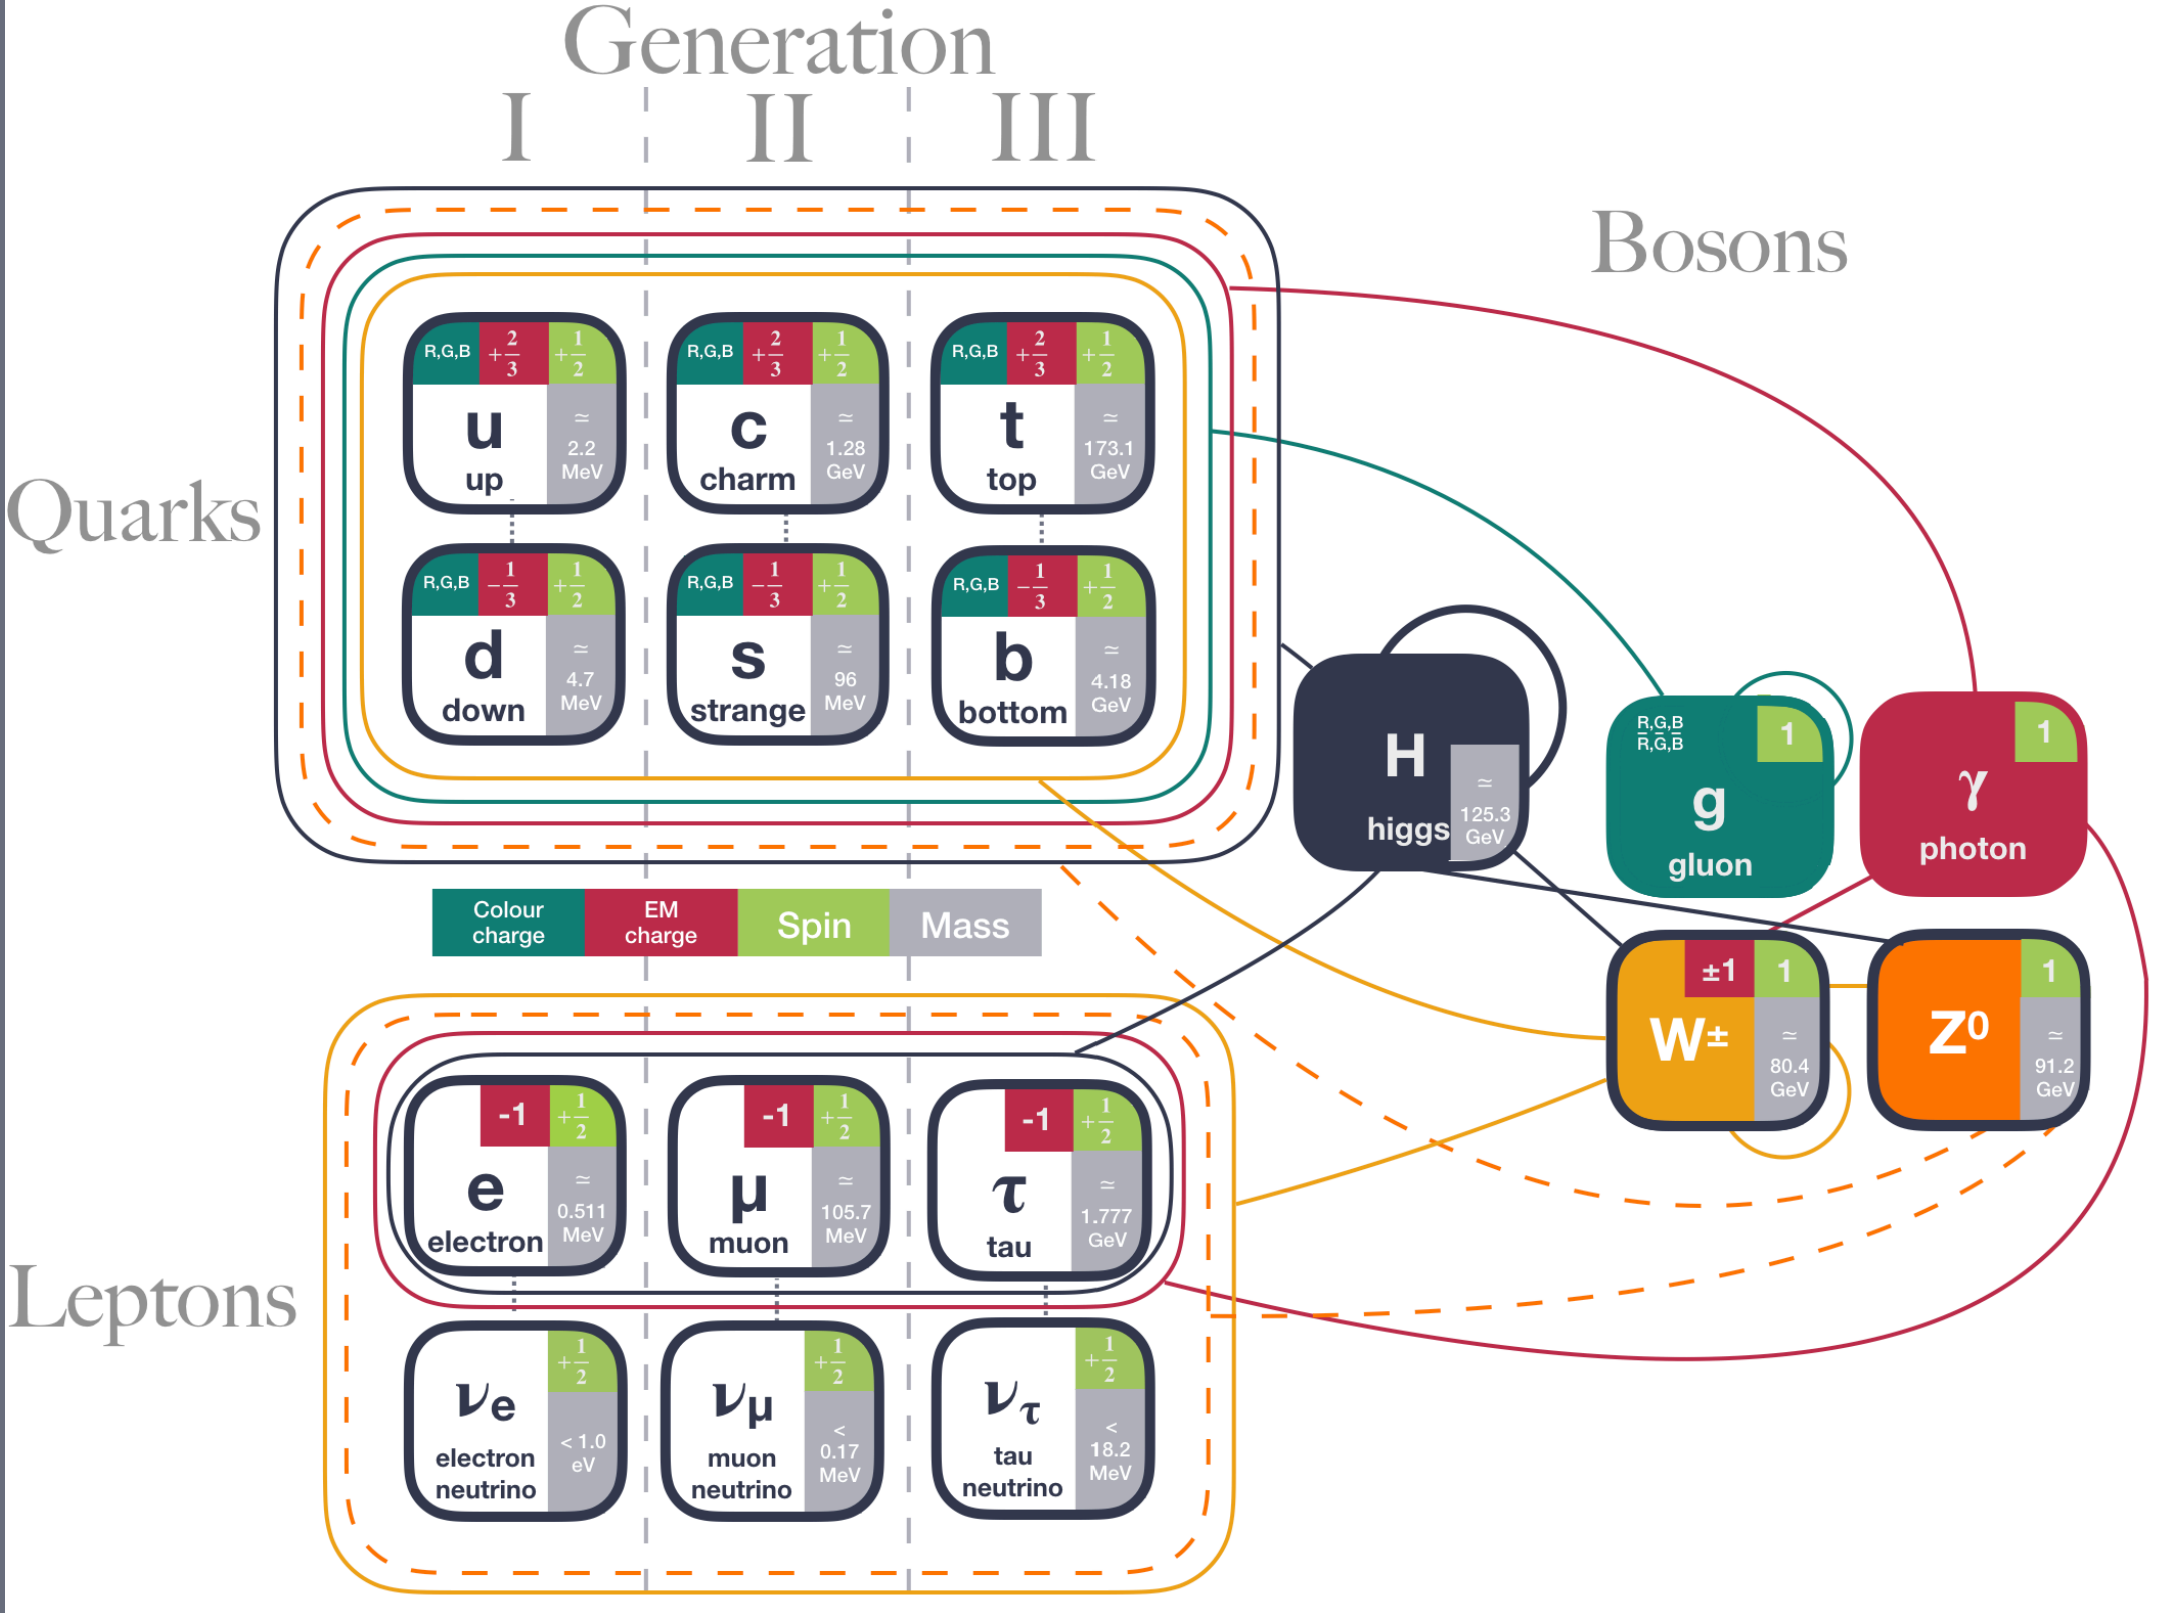 Generation
I II III
Bosons
Quarks
R,G,B +2/3 +1/2
u
up
≃
2.2
MeV
R,G,B +2/3 +1/2
c
charm
≃
1.28
GeV
R,G,B +2/3 +1/2
t
top
≃
173.1
GeV
R,G,B −1/3 +1/2
d
down
≃
4.7
MeV
R,G,B −1/3 +1/2
s
strange
≃
96
MeV
R,G,B −1/3 +1/2
b
bottom
≃
4.18
GeV
H
higgs
≃
125.3
GeV
R,G,B
R̅,G̅,B̅
1
g
gluon
1
γ
photon
Colour
charge
EM
charge
Spin
Mass
±1 1
W±
≃
80.4
GeV
1
Z⁰
≃
91.2
GeV
Leptons
-1 +1/2
e
electron
≃
0.511
MeV
-1 +1/2
μ
muon
≃
105.7
MeV
-1 +1/2
τ
tau
≃
1.777
GeV
+1/2
νe
electron
neutrino
< 1.0
eV
+1/2
νμ
muon
neutrino
<
0.17
MeV
+1/2
ντ
tau
neutrino
<
18.2
MeV